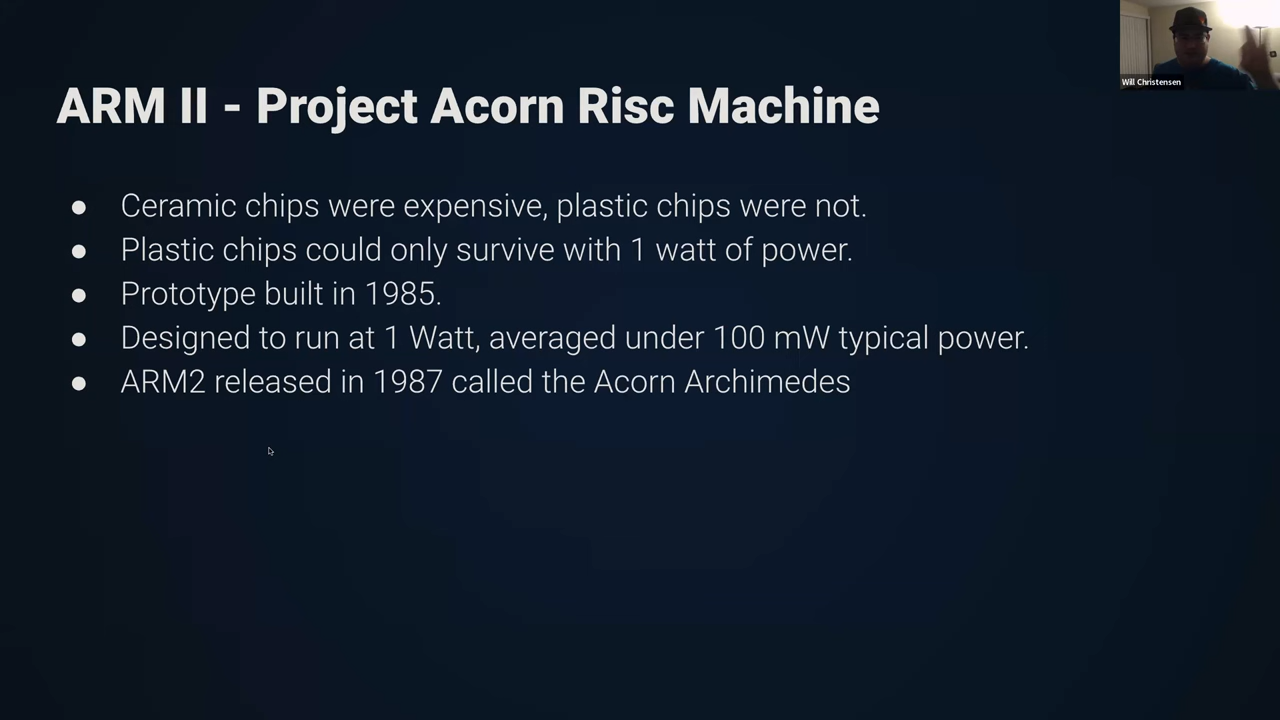 Will Christensen
ARM II - Project Acorn Risc Machine
● Ceramic chips were expensive, plastic chips were not.
● Plastic chips could only survive with 1 watt of power.
● Prototype built in 1985.
● Designed to run at 1 Watt, averaged under 100 mW typical power.
● ARM2 released in 1987 called the Acorn Archimedes